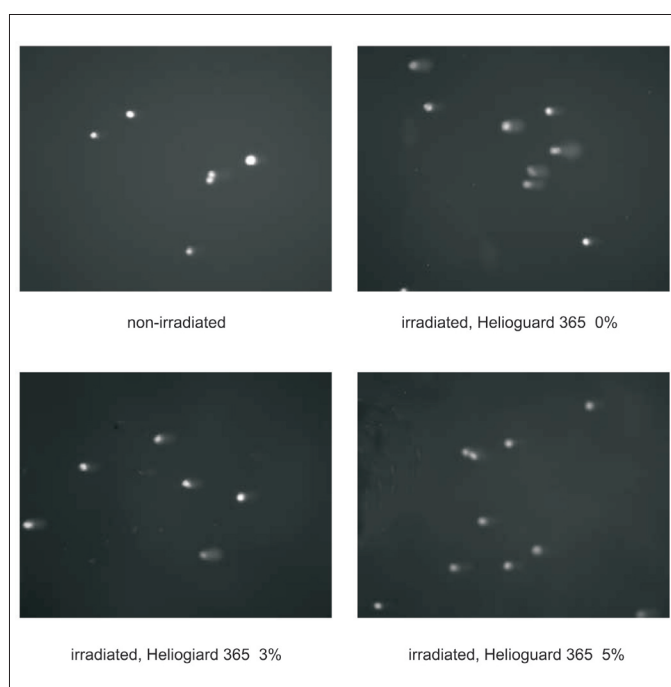 non-irradiated
irradiated, Helioguard 365 0%
irradiated, Heliogiard 365 3%
irradiated, Helioguard 365 5%